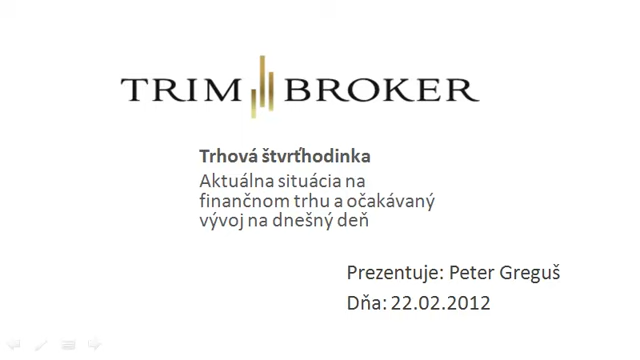 TRIM BROKER
Trhová štvrťhodinka
Aktuálna situácia na
finančnom trhu a očakávaný
vývoj na dnešný deň
Prezentuje: Peter Greguš
Dňa: 22.02.2012